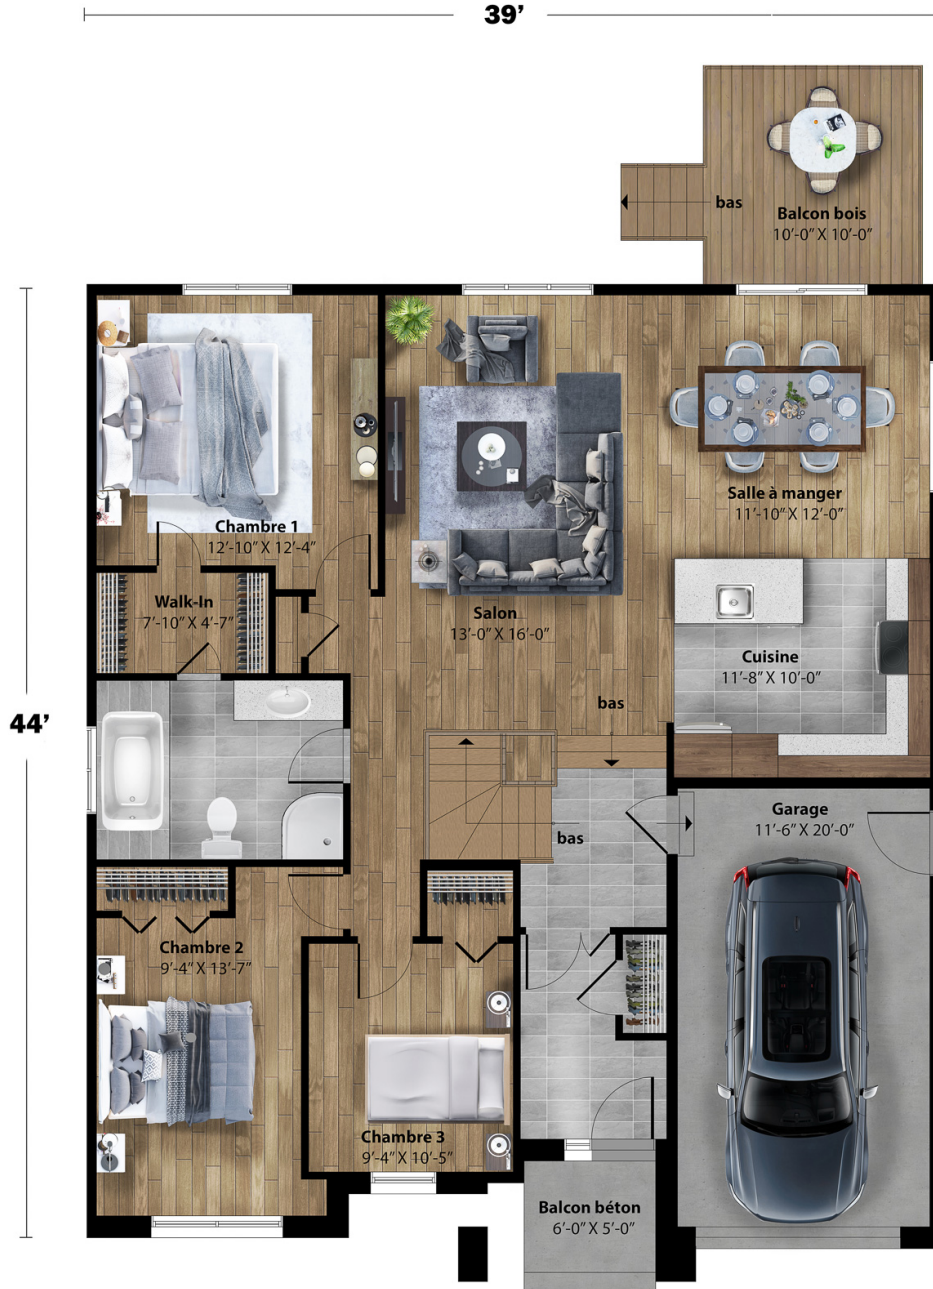 39'
bas
Balcon bois
10'-0" X 10'-0"
Salle à manger
11'-10" X 12'-0"
Chambre 1
12'-10" X 12'-4"
Walk-In
7'-10" X 4'-7"
Salon
13'-0" X 16'-0"
Cuisine
11'-8" X 10'-0"
bas
44'
Garage
11'-6" X 20'-0"
bas
Chambre 2
9'-4" X 13'-7"
Chambre 3
9'-4" X 10'-5"
Balcon béton
6'-0" X 5'-0"